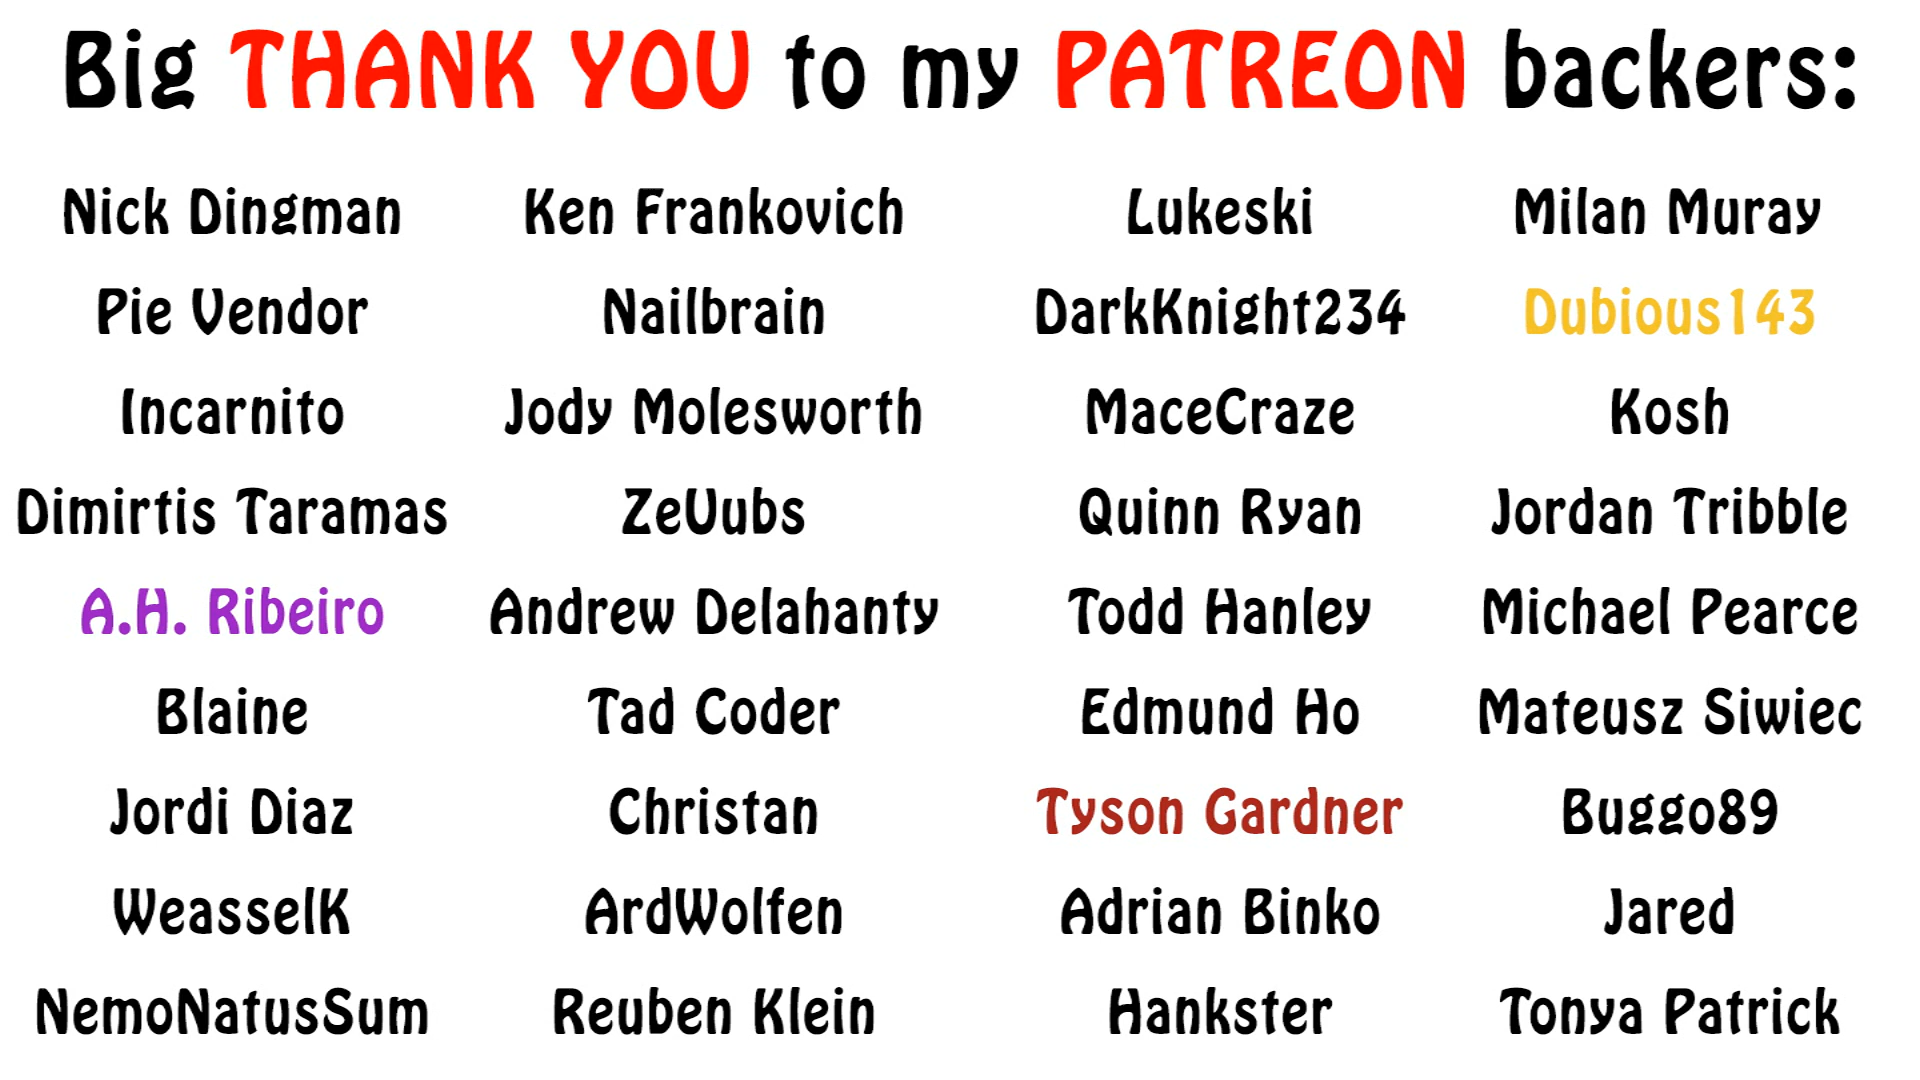 Big THANK YOU to my PATREON backers:
Nick Dingman Ken Frankovich Lukeski Milan Muray
Pie Vendor Nailbrain DarkKnight234 Dubious143
Incarnito Jody Molesworth MaceCraze Kosh
Dimirtis Taramas ZeUubs Quinn Ryan Jordan Tribble
A.H. Ribeiro Andrew Delahanty Todd Hanley Michael Pearce
Blaine Tad Coder Edmund Ho Mateusz Siwiec
Jordi Diaz Christan Tyson Gardner Buggo89
WeasselK ArdWolfen Adrian Binko Jared
NemoNatusSum Reuben Klein Hankster Tonya Patrick